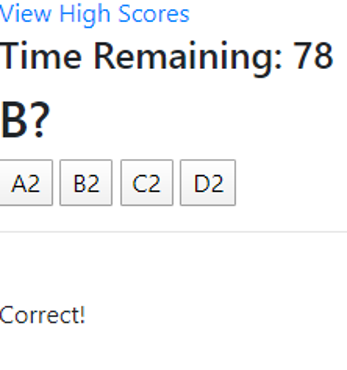 View High Scores
Time Remaining: 78
B?
A2 B2 C2 D2
Correct!